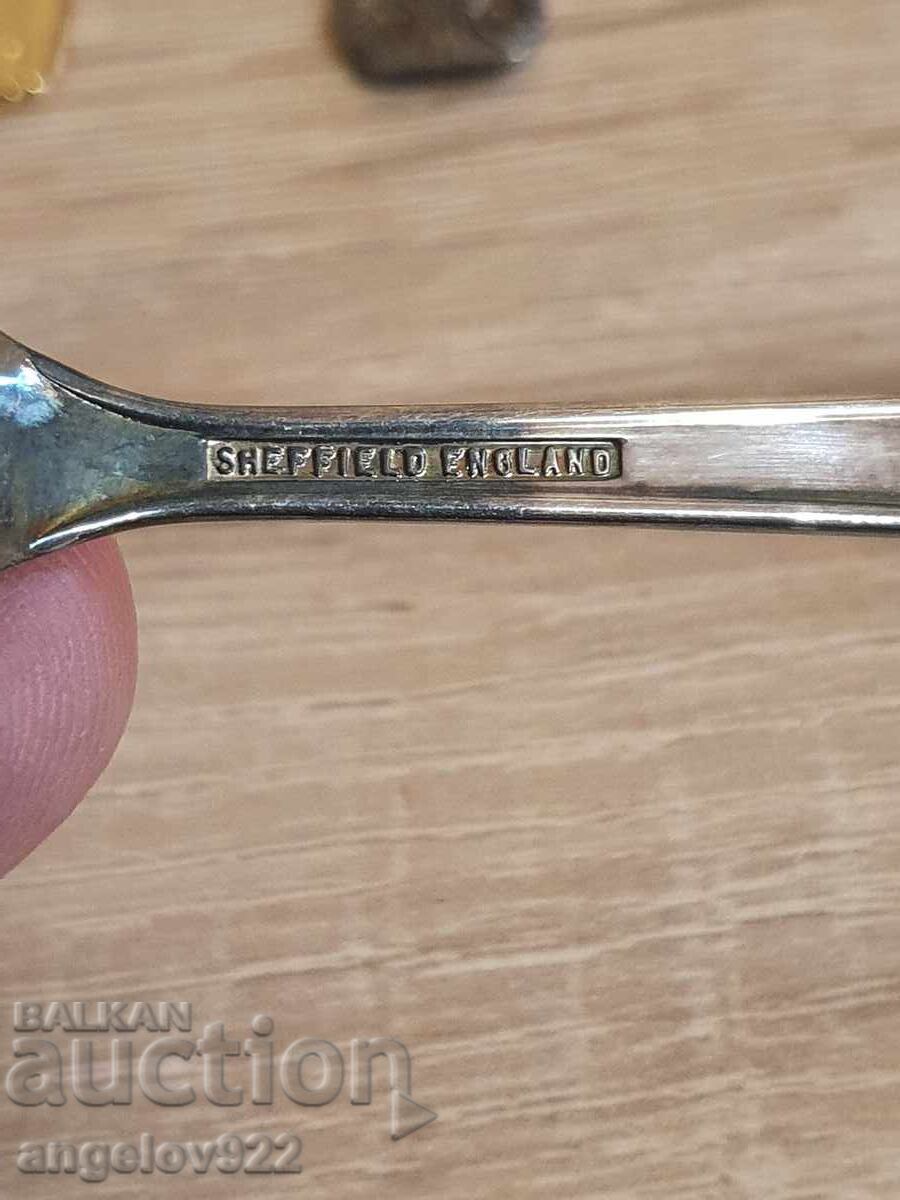 SHEFFIELD ENGLAND
BALKAN
auction
angelov922